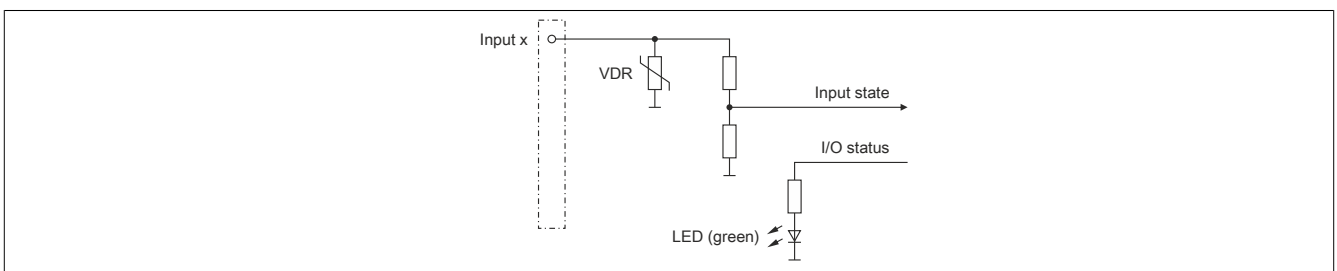 Input x
VDR
Input state
I/O status
LED (green)